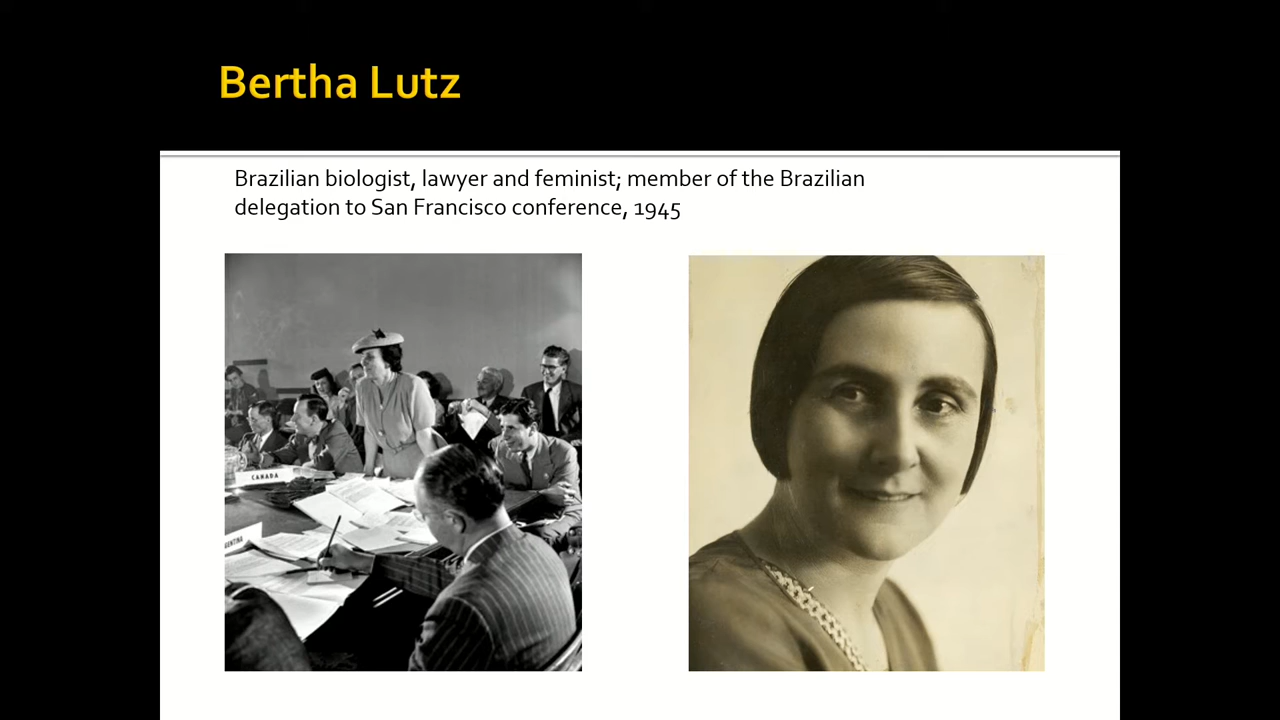 Bertha Lutz
Brazilian biologist, lawyer and feminist; member of the Brazilian
delegation to San Francisco conference, 1945
CANADA